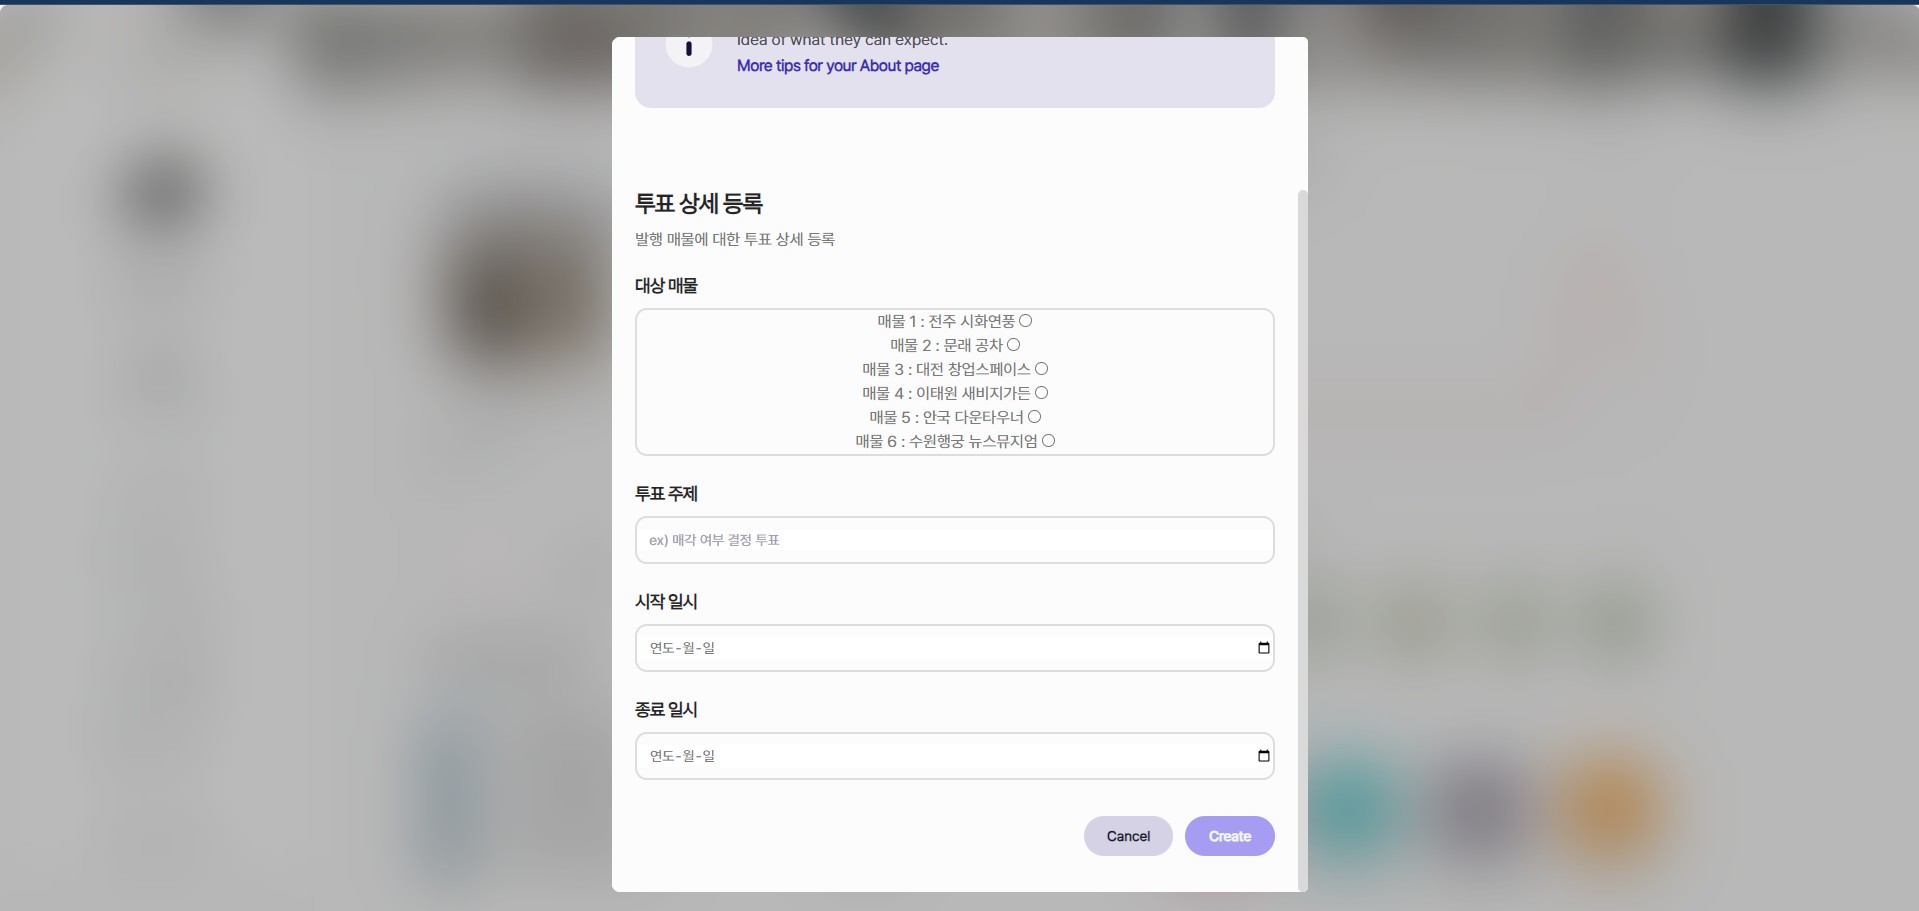 idea of what they can expect.
More tips for your About page
투표 상세 등록
발행 매물에 대한 투표 상세 등록
대상 매물
매물 1 : 전주 시화연풍
매물 2 : 문래 공차
매물 3 : 대전 창업스페이스
매물 4 : 이태원 새비지가든
매물 5 : 안국 다운타우너
매물 6 : 수원행궁 뉴스뮤지엄
투표 주제
ex) 매각 여부 결정 투표
시작 일시
연도-월-일
종료 일시
연도-월-일
Cancel
Create